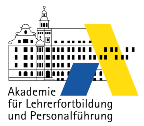 Akademie
für Lehrerfortbildung
und Personalführung